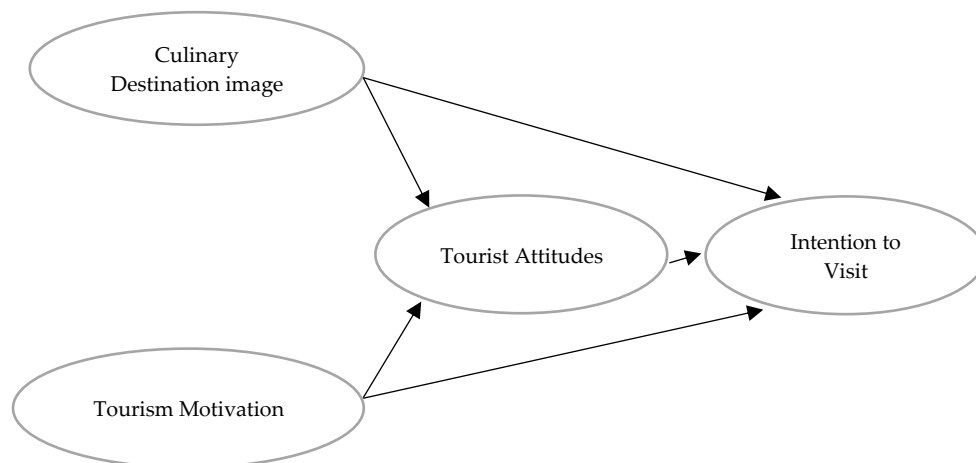 Culinary
Destination image
Tourist Attitudes
Intention to
Visit
Tourism Motivation